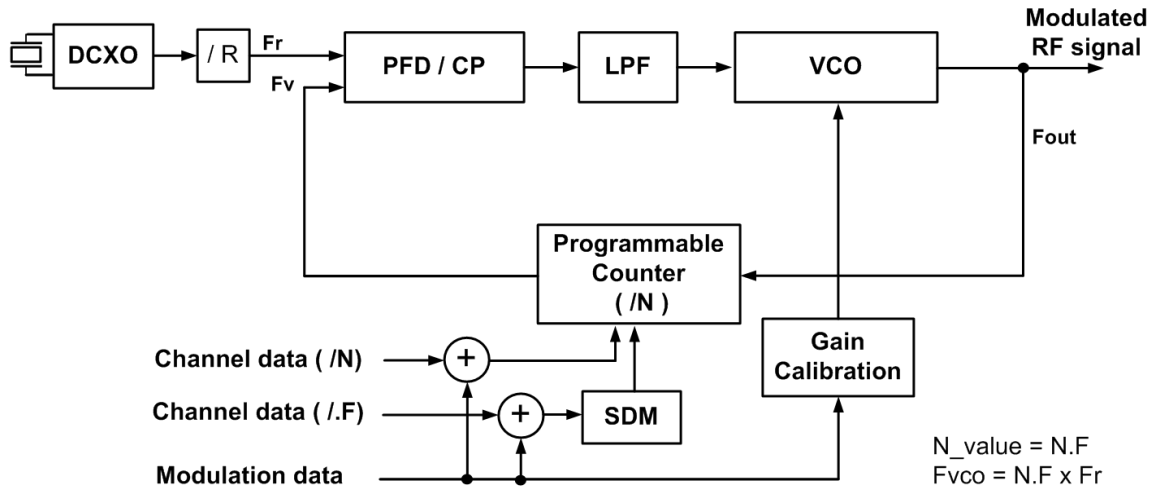 Modulated
RF signal
DCXO
/ R
Fr
Fv
PFD / CP
LPF
VCO
Fout
Programmable
Counter
( /N )
Gain
Calibration
Channel data ( /N)
+
Channel data ( /.F)
+
SDM
Modulation data
N_value = N.F
Fvco = N.F x Fr